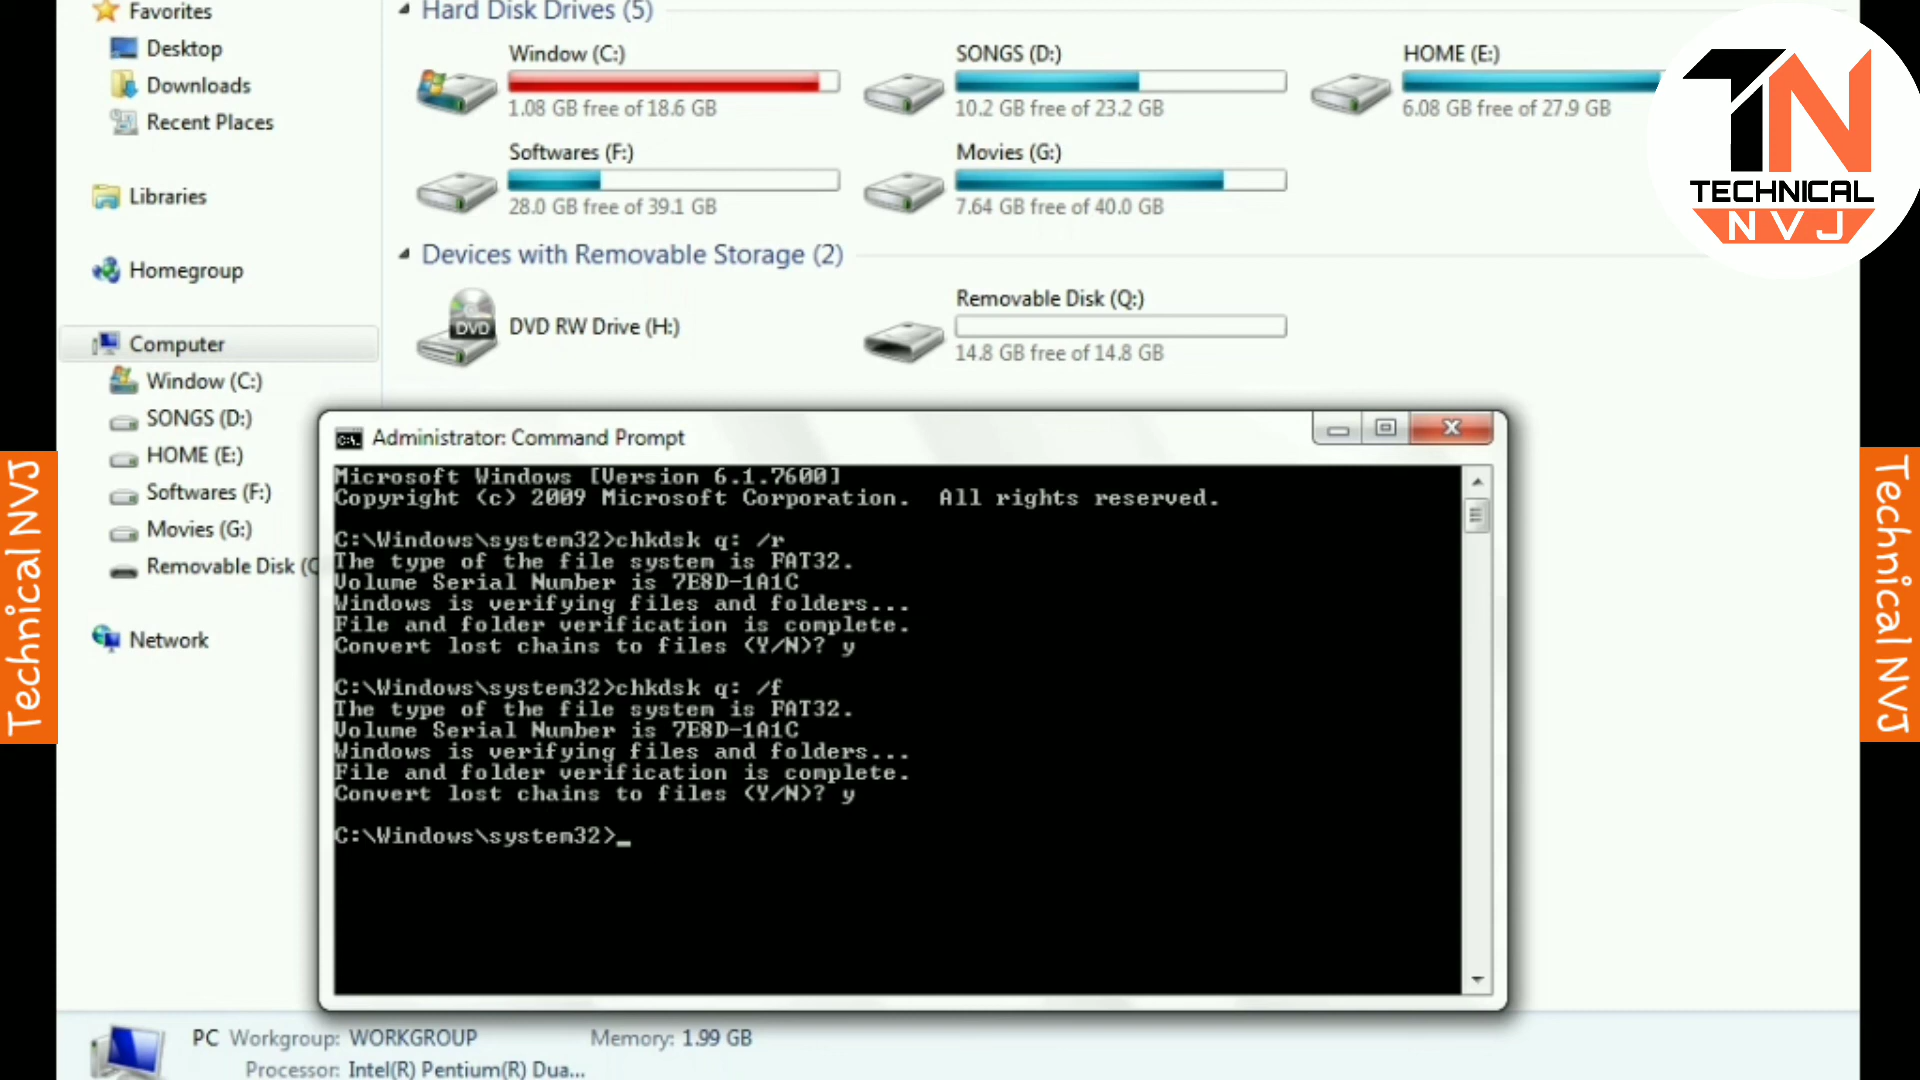 Favorites
Desktop
Downloads
Recent Places
Libraries
Homegroup
Computer
Window (C:)
SONGS (D:)
HOME (E:)
Softwares (F:)
Movies (G:)
Removable Disk (
Network
Hard Disk Drives (5)
Window (C:)
1.08 GB free of 18.6 GB
SONGS (D:)
10.2 GB free of 23.2 GB
HOME (E:)
6.08 GB free of 27.9 GB
Softwares (F:)
28.0 GB free of 39.1 GB
Movies (G:)
7.64 GB free of 40.0 GB
Devices with Removable Storage (2)
DVD
DVD RW Drive (H:)
Removable Disk (Q:)
14.8 GB free of 14.8 GB
TN
TECHNICAL
NVJ
C:\.
Administrator: Command Prompt
Microsoft Windows [Version 6.1.7600]
Copyright (c) 2009 Microsoft Corporation.  All rights reserved.
C:\Windows\system32>chkdsk q: /r
The type of the file system is FAT32.
Volume Serial Number is 7E8D-1A1C
Windows is verifying files and folders...
File and folder verification is complete.
Convert lost chains to files (Y/N)? y
C:\Windows\system32>chkdsk q: /f
The type of the file system is FAT32.
Volume Serial Number is 7E8D-1A1C
Windows is verifying files and folders...
File and folder verification is complete.
Convert lost chains to files (Y/N)? y
C:\Windows\system32>_
Technical NVJ
Technical NVJ
PC Workgroup: WORKGROUP Memory: 1.99 GB
Processor: Intel(R) Pentium(R) Dua...